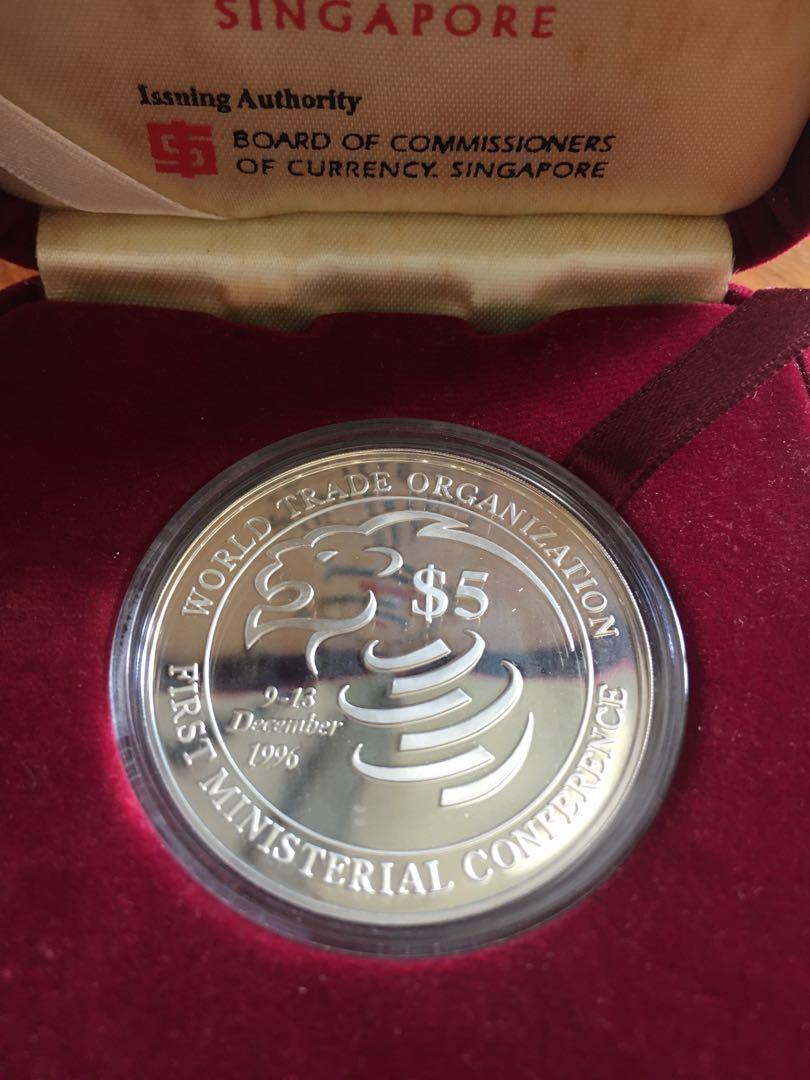 SINGAPORE
Issuing Authority
BOARD OF COMMISSIONERS
OF CURRENCY. SINGAPORE
WORLD TRADE ORGANIZATION
$5
9-13
December
1996
FIRST MINISTERIAL CONFERENCE